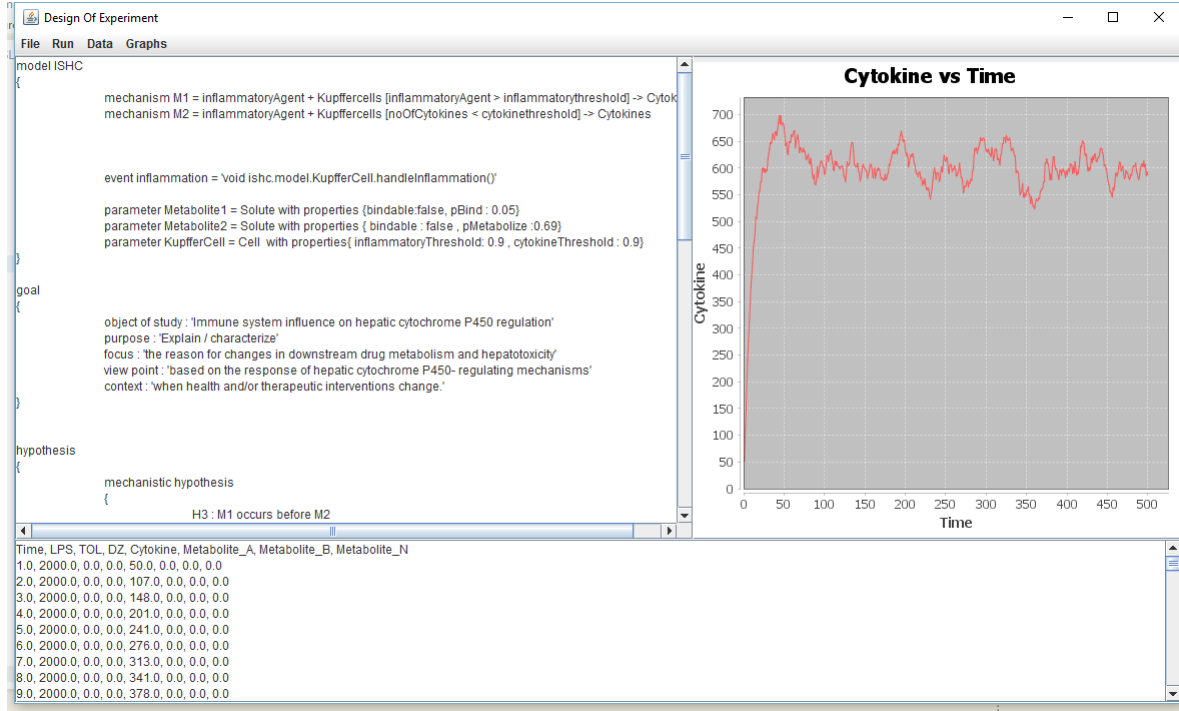 Design Of Experiment
File Run Data Graphs
model ISHC
{
mechanism M1 = inflammatoryAgent + Kupffercells [inflammatoryAgent > inflammatorythreshold] -> Cytok
mechanism M2 = inflammatoryAgent + Kupffercells [noOfCytokines < cytokinethreshold] -> Cytokines
event inflammation = 'void ishc.model.KupfferCell.handleInflammation()'
parameter Metabolite1 = Solute with properties {bindable:false, pBind : 0.05}
parameter Metabolite2 = Solute with properties { bindable : false , pMetabolize :0.69}
parameter KupfferCell = Cell with properties{ inflammatoryThreshold: 0.9 , cytokineThreshold : 0.9}
}
goal
{
object of study : 'Immune system influence on hepatic cytochrome P450 regulation'
purpose : 'Explain / characterize'
focus : 'the reason for changes in downstream drug metabolism and hepatotoxicity'
view point : 'based on the response of hepatic cytochrome P450- regulating mechanisms'
context : 'when health and/or therapeutic interventions change.'
}
hypothesis
{
mechanistic hypothesis
{
H3 : M1 occurs before M2
Cytokine vs Time
700
650
600
550
500
450
400
350
300
250
200
150
100
50
0
Cytokine
0 50 100 150 200 250 300 350 400 450 500
Time
Time, LPS, TOL, DZ, Cytokine, Metabolite_A, Metabolite_B, Metabolite_N
1.0, 2000.0, 0.0, 0.0, 50.0, 0.0, 0.0, 0.0
2.0, 2000.0, 0.0, 0.0, 107.0, 0.0, 0.0, 0.0
3.0, 2000.0, 0.0, 0.0, 148.0, 0.0, 0.0, 0.0
4.0, 2000.0, 0.0, 0.0, 201.0, 0.0, 0.0, 0.0
5.0, 2000.0, 0.0, 0.0, 241.0, 0.0, 0.0, 0.0
6.0, 2000.0, 0.0, 0.0, 276.0, 0.0, 0.0, 0.0
7.0, 2000.0, 0.0, 0.0, 313.0, 0.0, 0.0, 0.0
8.0, 2000.0, 0.0, 0.0, 341.0, 0.0, 0.0, 0.0
9.0, 2000.0, 0.0, 0.0, 378.0, 0.0, 0.0, 0.0